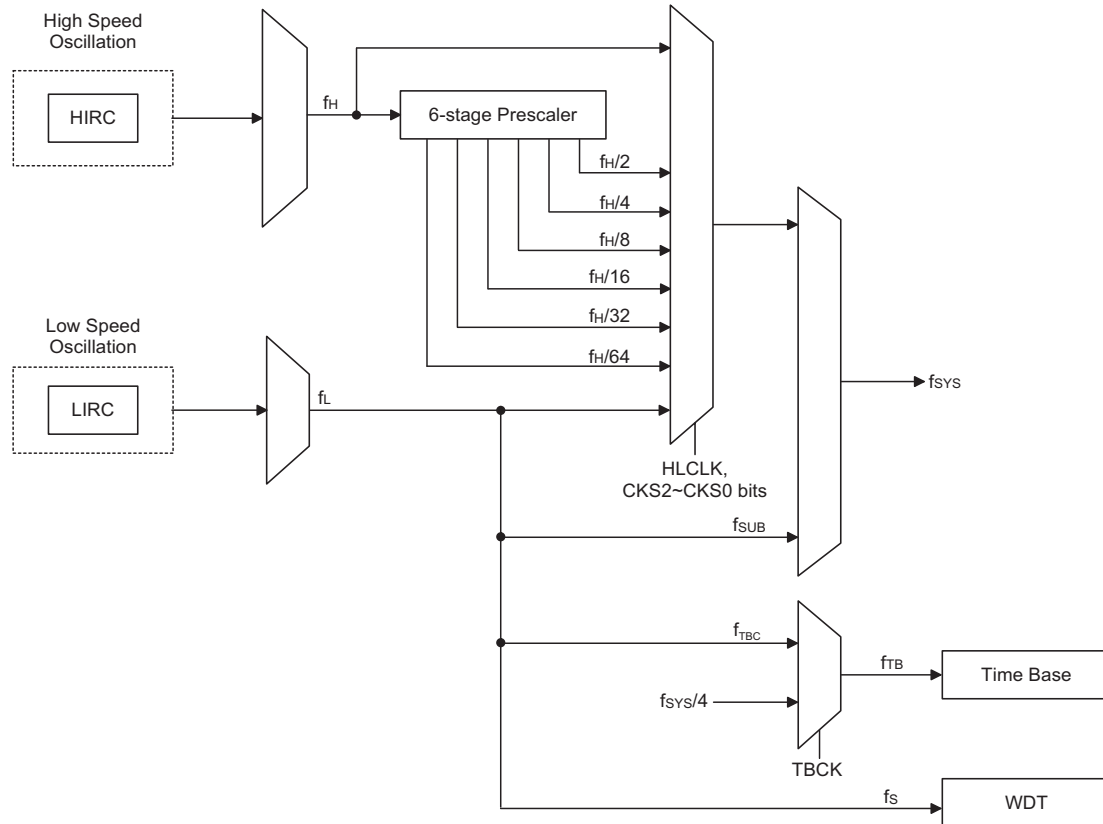 High Speed
Oscillation
HIRC
fH
6-stage Prescaler
fH/2
fH/4
fH/8
fH/16
fH/32
fH/64
Low Speed
Oscillation
LIRC
fL
HLCLK,
CKS2~CKS0 bits
fSYS
fSUB
fTBC
fSYS/4
TBCK
fTB
Time Base
fS
WDT